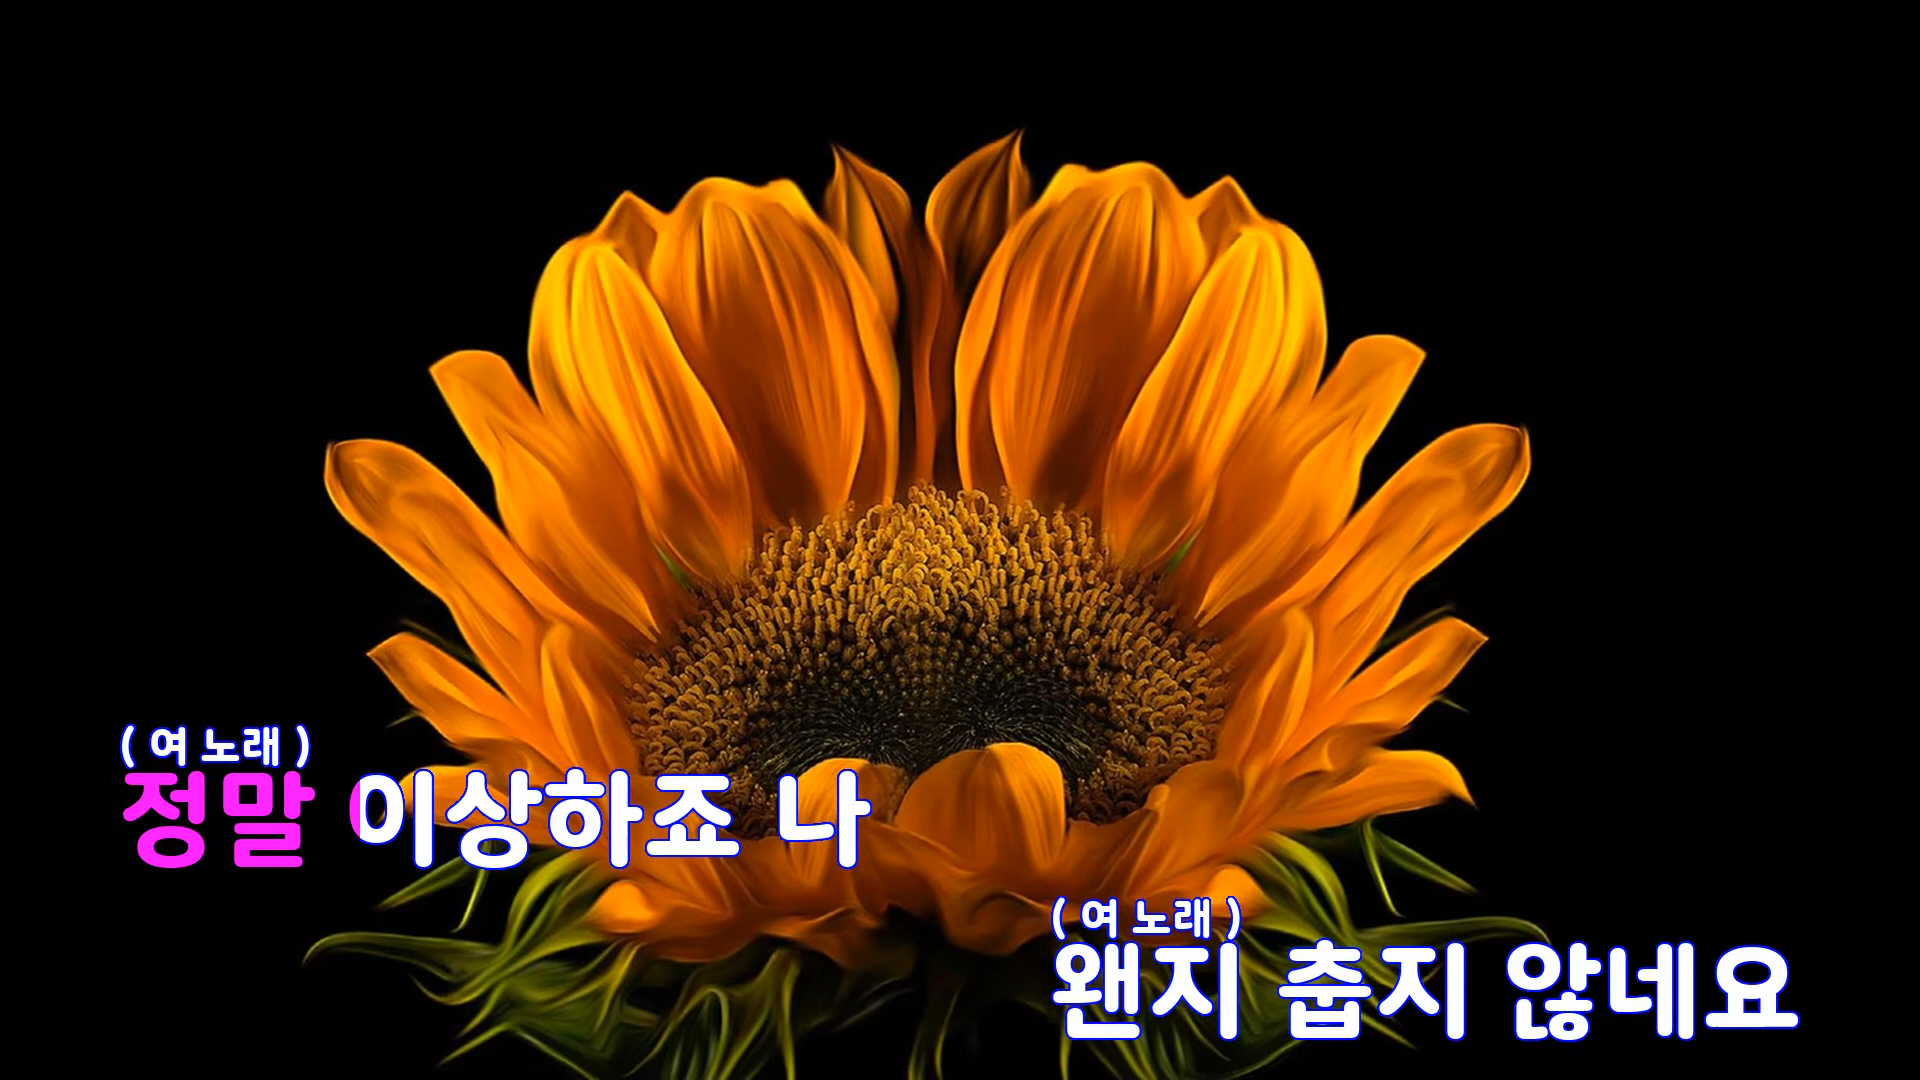 ( 여 노래 )
정말 이상하죠 나
( 여 노래 )
왠지 춥지 않네요